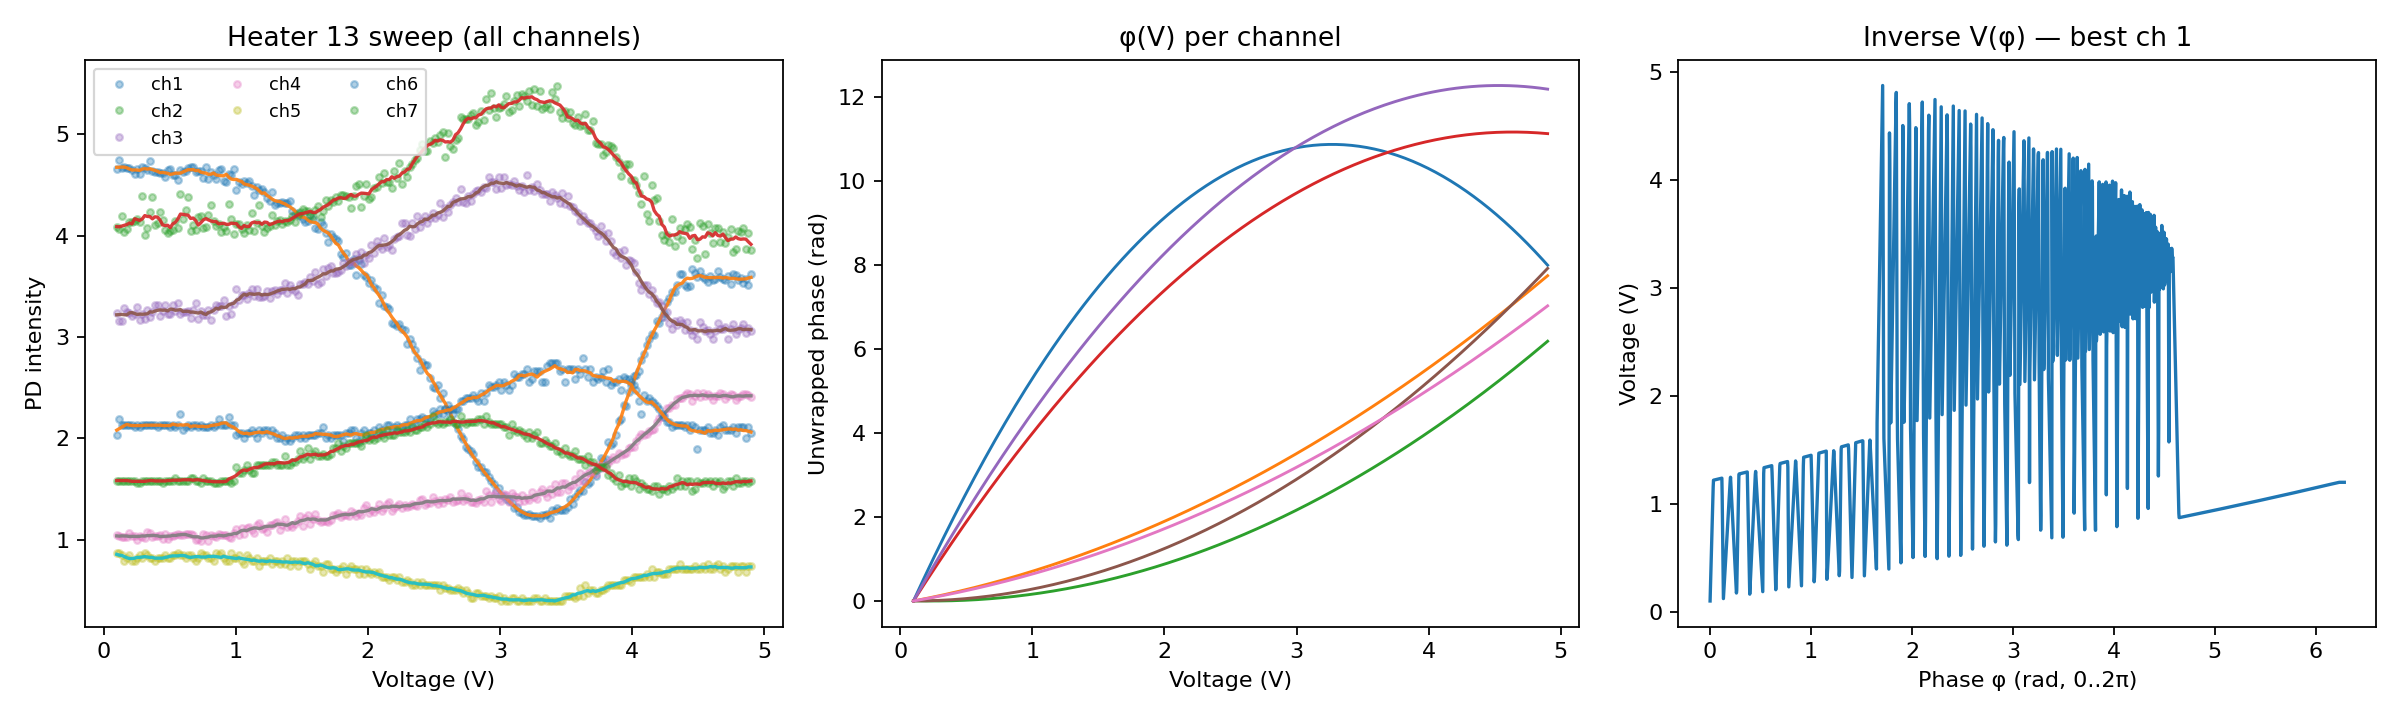 Heater 13 sweep (all channels)
ch1
ch2
ch3
ch4
ch5
ch6
ch7
5
4
3
2
1
PD intensity
0 1 2 3 4 5
Voltage (V)
φ(V) per channel
12
10
8
6
4
2
0
Unwrapped phase (rad)
0 1 2 3 4 5
Voltage (V)
Inverse V(φ) — best ch 1
5
4
3
2
1
0
Voltage (V)
0 1 2 3 4 5 6
Phase φ (rad, 0..2π)